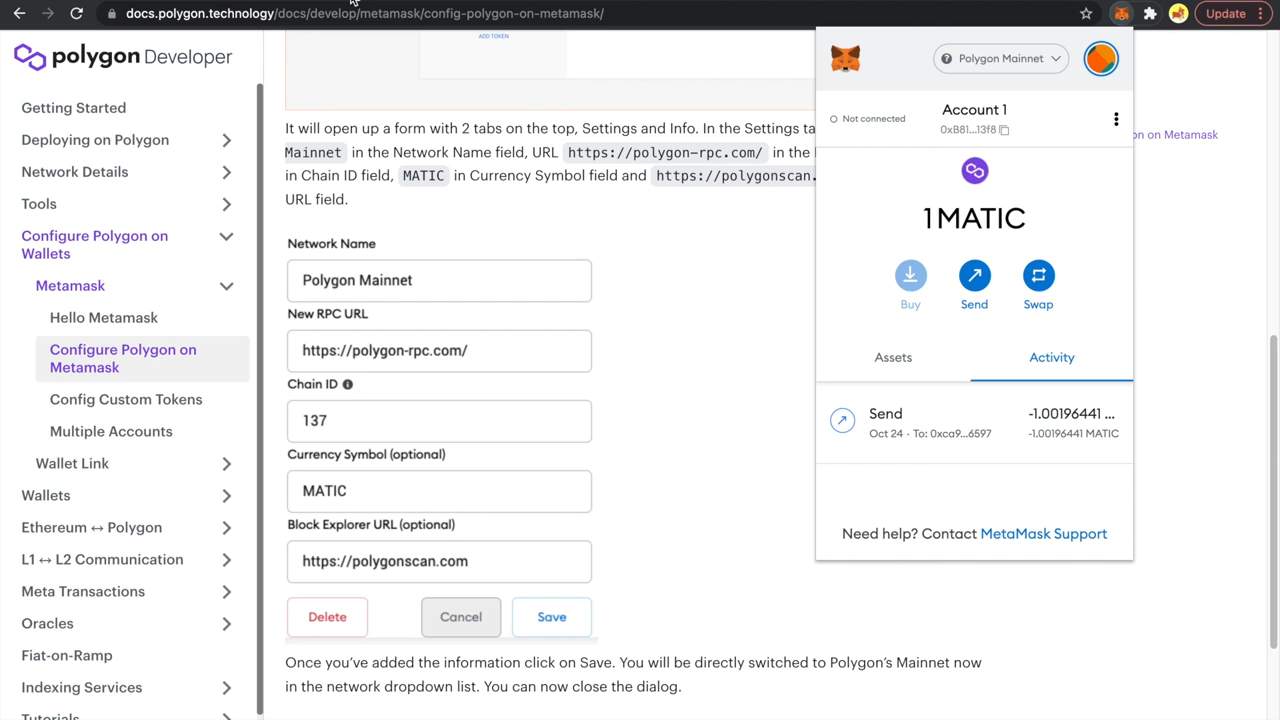 docs.polygon.technology/docs/develop/metamask/config-polygon-on-metamask/
Update
polygon Developer
Getting Started
Deploying on Polygon
Network Details
Tools
Configure Polygon on
Wallets
Metamask
Hello Metamask
Configure Polygon on
Metamask
Config Custom Tokens
Multiple Accounts
Wallet Link
Wallets
Ethereum ↔ Polygon
L1 ↔ L2 Communication
Meta Transactions
Oracles
Fiat-on-Ramp
Indexing Services
Tutorials
ADD TOKEN
It will open up a form with 2 tabs on the top, Settings and Info. In the Settings ta
Mainnet in the Network Name field, URL https://polygon-rpc.com/ in the
in Chain ID field, MATIC in Currency Symbol field and https://polygonscan.
URL field.
Network Name
Polygon Mainnet
New RPC URL
https://polygon-rpc.com/
Chain ID
137
Currency Symbol (optional)
MATIC
Block Explorer URL (optional)
https://polygonscan.com
Delete
Cancel
Save
Once you've added the information click on Save. You will be directly switched to Polygon's Mainnet now
in the network dropdown list. You can now close the dialog.
on on Metamask
Polygon Mainnet
Not connected
Account 1
0xB81...13f8
1 MATIC
Buy
Send
Swap
Assets
Activity
Send
-1.00196441 ...
Oct 24 · To: 0xca9...6597
-1.00196441 MATIC
Need help? Contact MetaMask Support